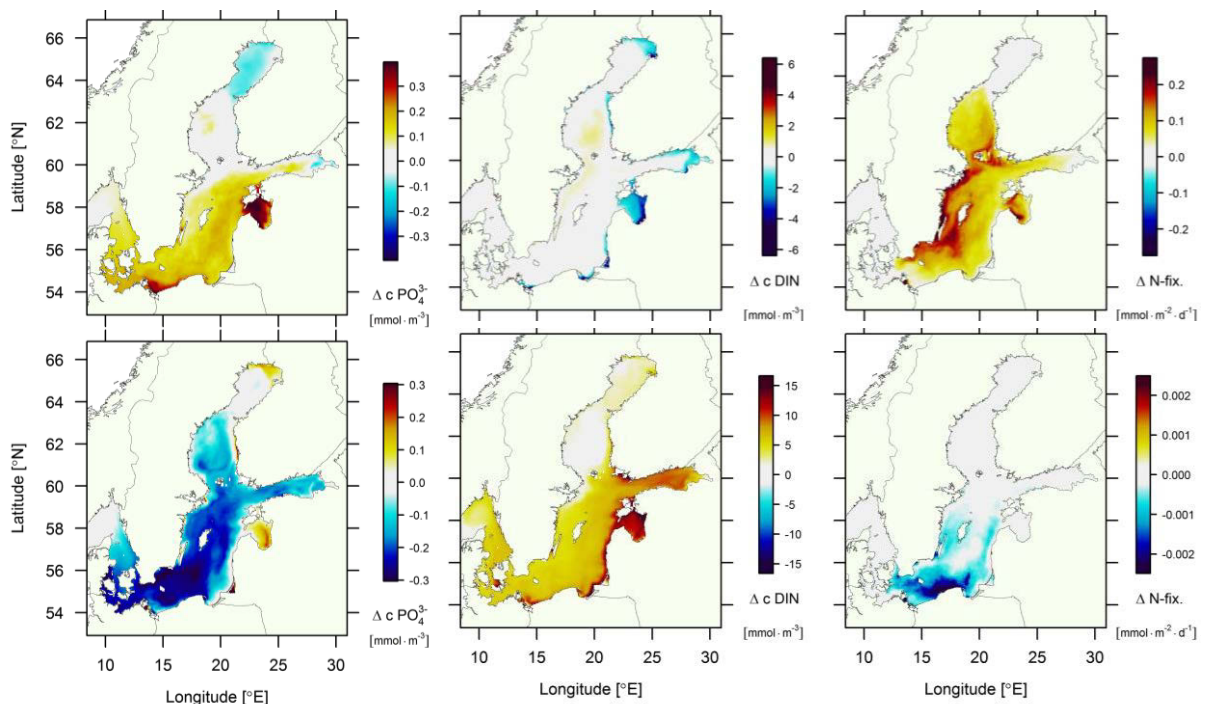 66
64
62
60
58
56
54
Latitude [°N]
0.3
0.2
0.1
0.0
-0.1
-0.2
-0.3
Δ c PO₄³⁻
[mmol · m⁻³]
6
4
2
0
-2
-4
-6
Δ c DIN
[mmol · m⁻³]
0.2
0.1
0.0
-0.1
-0.2
Δ N-fix.
[mmol · m⁻² · d⁻¹]
66
64
62
60
58
56
54
Latitude [°N]
0.3
0.2
0.1
0.0
-0.1
-0.2
-0.3
Δ c PO₄³⁻
[mmol · m⁻³]
10 15 20 25 30
Longitude [°E]
15
10
5
0
-5
-10
-15
Δ c DIN
[mmol · m⁻³]
10 15 20 25 30
Longitude [°E]
0.002
0.001
0.000
-0.001
-0.002
Δ N-fix.
[mmol · m⁻² · d⁻¹]
10 15 20 25 30
Longitude [°E]